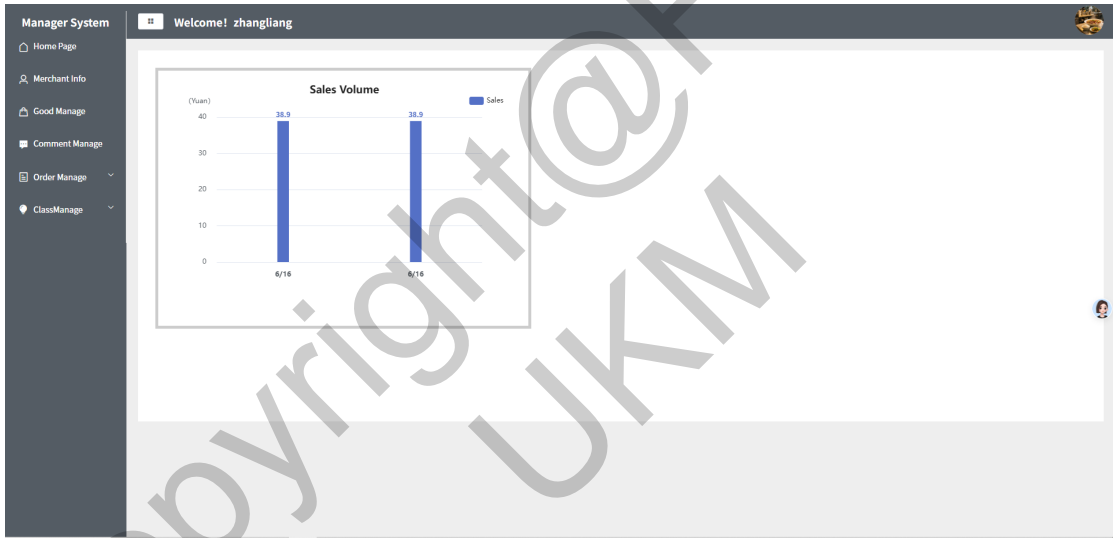 Manager System
Welcome! zhangliang
Home Page
Merchant Info
Good Manage
Comment Manage
Order Manage
ClassManage
Sales Volume
(Yuan)
Sales
40
38.9
38.9
30
20
10
0
6/16
6/16
opyright@
UKM